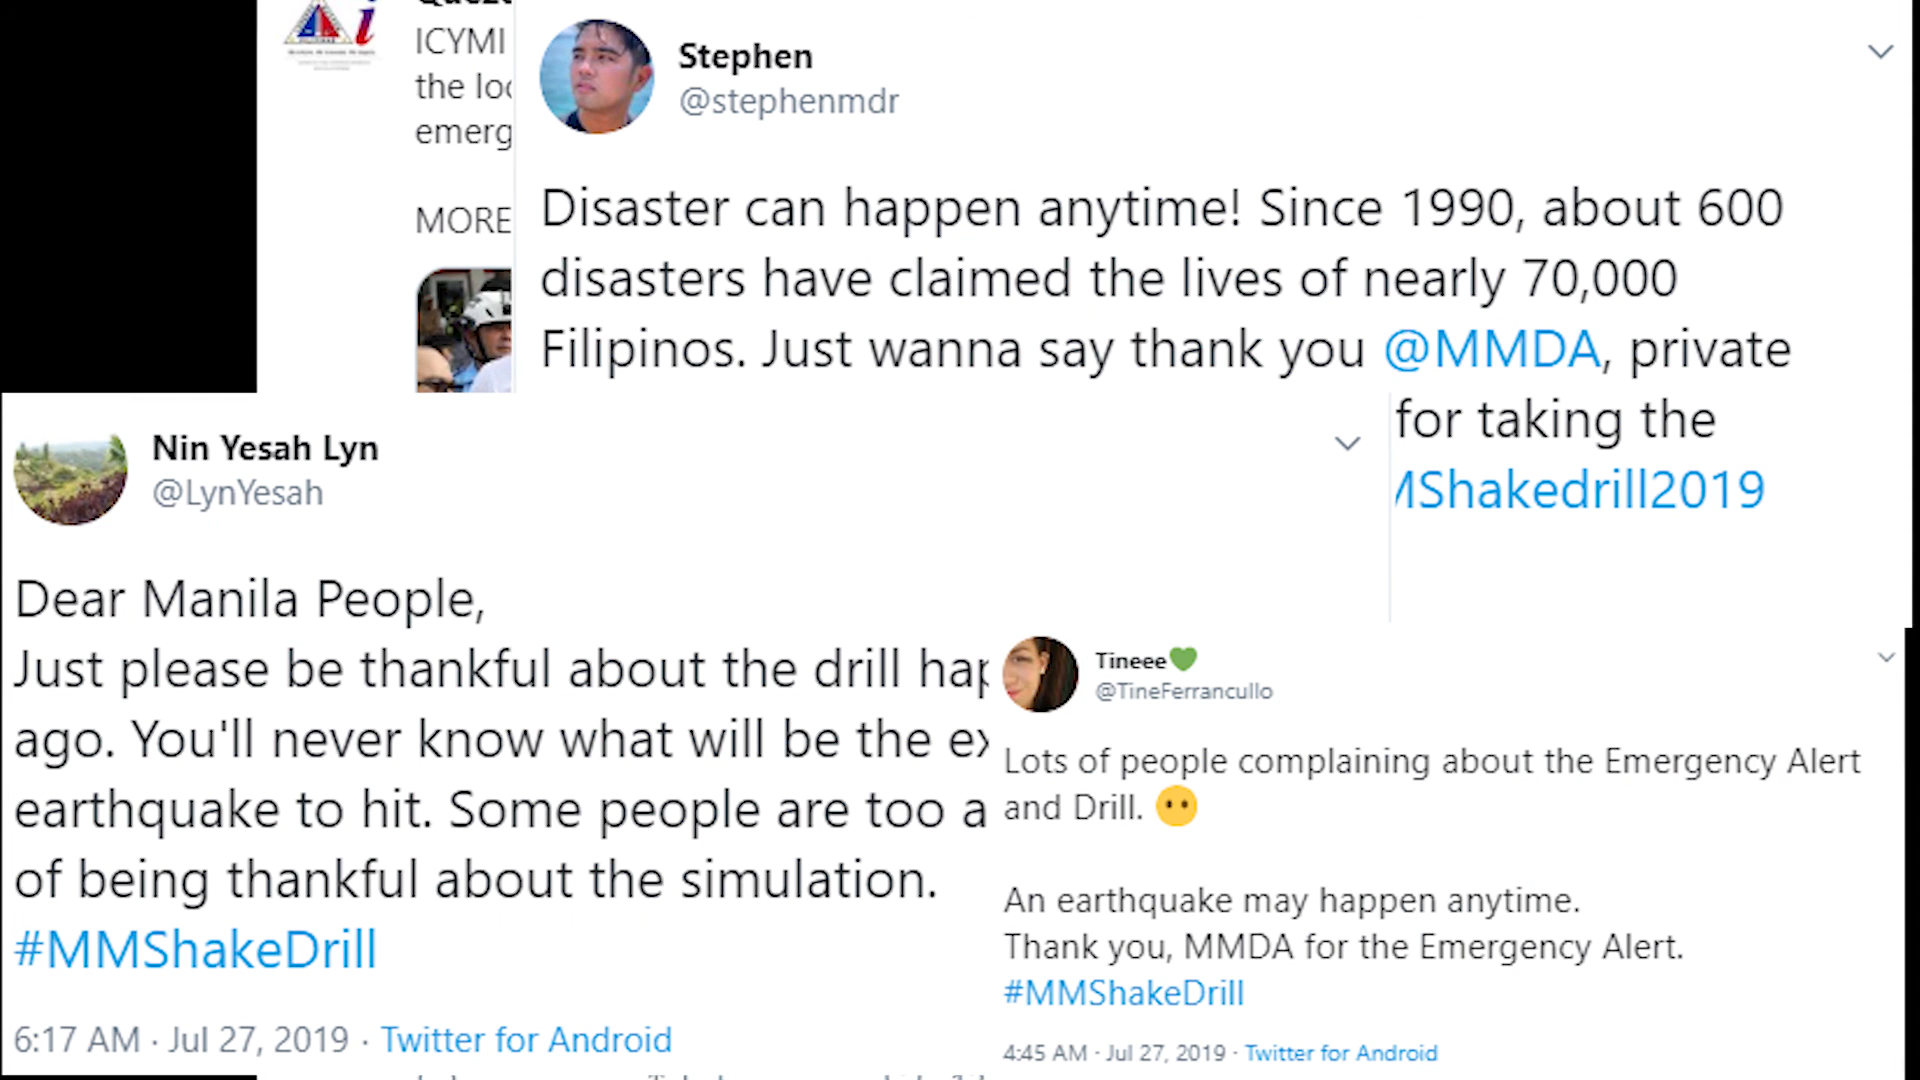 ICYMI
the
MORE
Stephen
@stephenmdr
Disaster can happen anytime! Since 1990, about 600
disasters have claimed the lives of nearly 70,000
Filipinos. Just wanna say thank you @MMDA, private
for taking the
MShakedrill2019
Nin Yesah Lyn
@LynYesah
Dear Manila People,
Just please be thankful about the drill
ago. You'll never know what will be the
earthquake to hit. Some people are too
of being thankful about the simulation.
#MMShakeDrill
6:17 AM · Jul 27, 2019 · Twitter for Android
Tineee💚
@TineFerrancullo
Lots of people complaining about the Emergency Alert
and Drill. 😶
An earthquake may happen anytime.
Thank you, MMDA for the Emergency Alert.
#MMShakeDrill
4:45 AM · Jul 27, 2019 · Twitter for Android